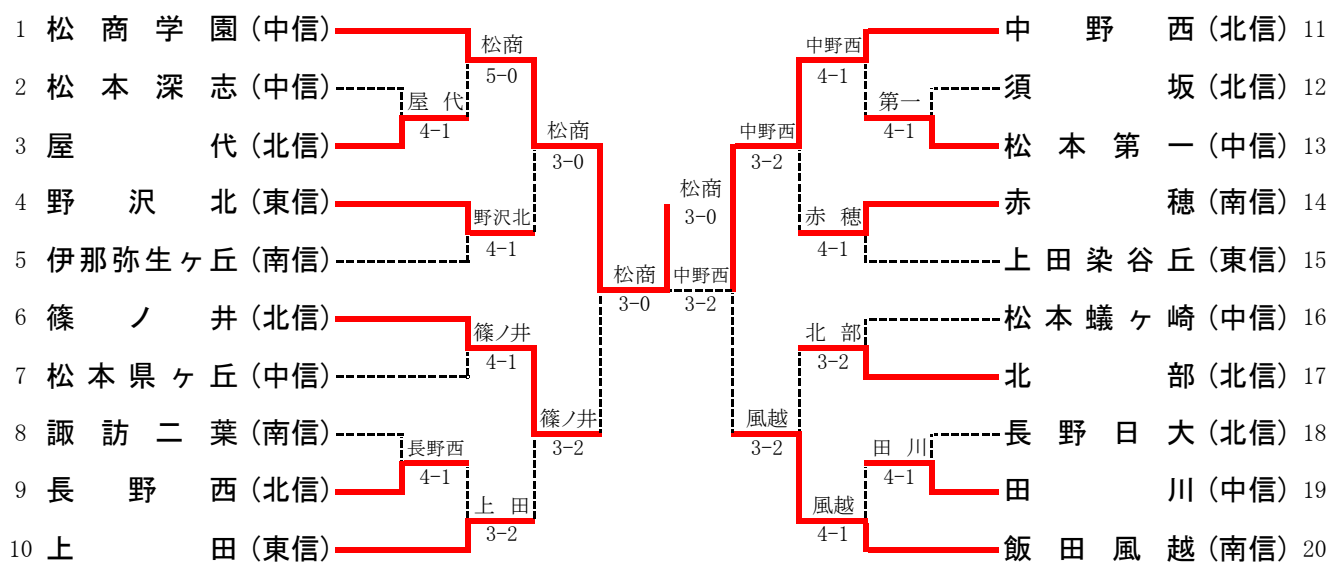 1 松商学園(中信) 松商 中野西 中野西(北信) 11
5-0 4-1
2 松本深志(中信) 屋代 第一 須坂(北信) 12
4-1 4-1
3 屋代(北信) 松商 中野西 松本第一(中信) 13
3-0 3-2
4 野沢北(東信) 野沢北 松商 赤穂 赤穂(南信) 14
4-1 3-0 4-1
5 伊那弥生ヶ丘(南信) 松商 中野西 上田染谷丘(東信) 15
3-0 3-2
6 篠ノ井(北信) 篠ノ井 北部 松本蟻ヶ崎(中信) 16
4-1 3-2
7 松本県ヶ丘(中信) 北部(北信) 17
8 諏訪二葉(南信) 篠ノ井 風越 長野日大(北信) 18
3-2 3-2
長野西 田川
4-1 4-1
9 長野西(北信) 田川(中信) 19
上田 風越
3-2 4-1
10 上田(東信) 飯田風越(南信) 20